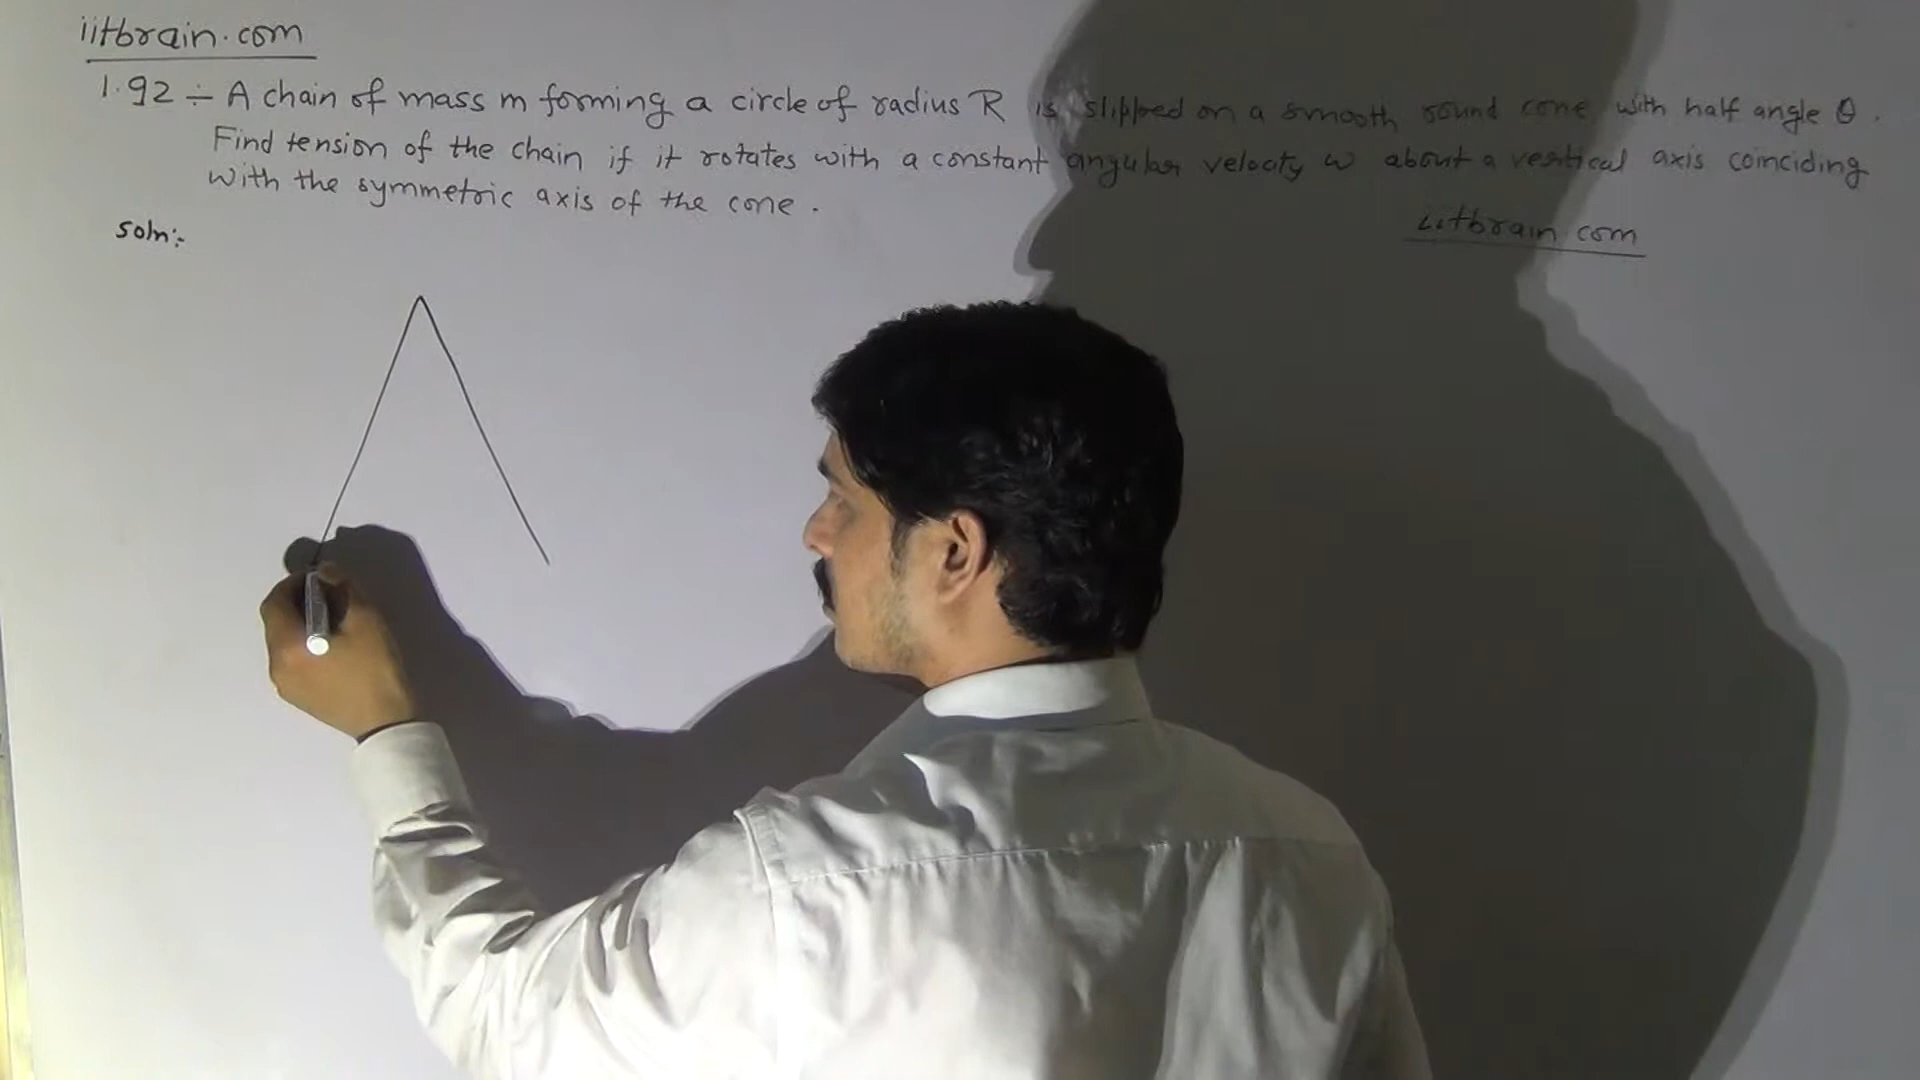 iitbrain.com
1.92 ÷ A chain of mass m forming a circle of radius R is slipped on a smooth round cone with half angle θ.
Find tension of the chain if it rotates with a constant angular velocity ω about a vertical axis coinciding
with the symmetric axis of the cone.
iitbrain com
Soln:-